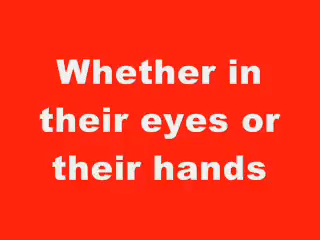 Whether in
their eyes or
their hands